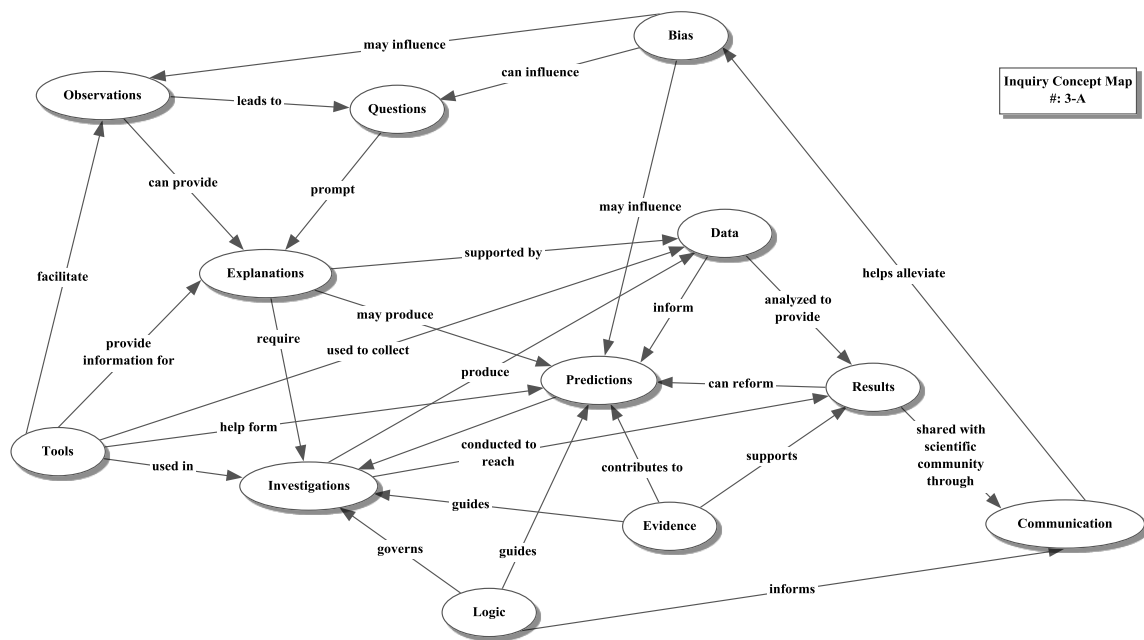 Bias
may influence
can influence
Inquiry Concept Map
#: 3-A
Observations
leads to
Questions
can provide
prompt
may influence
Data
supported by
Explanations
facilitate
helps alleviate
analyzed to
provide
inform
may produce
require
used to collect
provide
information for
produce
Predictions
can reform
Results
help form
conducted to
reach
shared with
scientific
community
through
Tools
used in
supports
contributes to
Investigations
guides
Evidence
Communication
governs
guides
informs
Logic